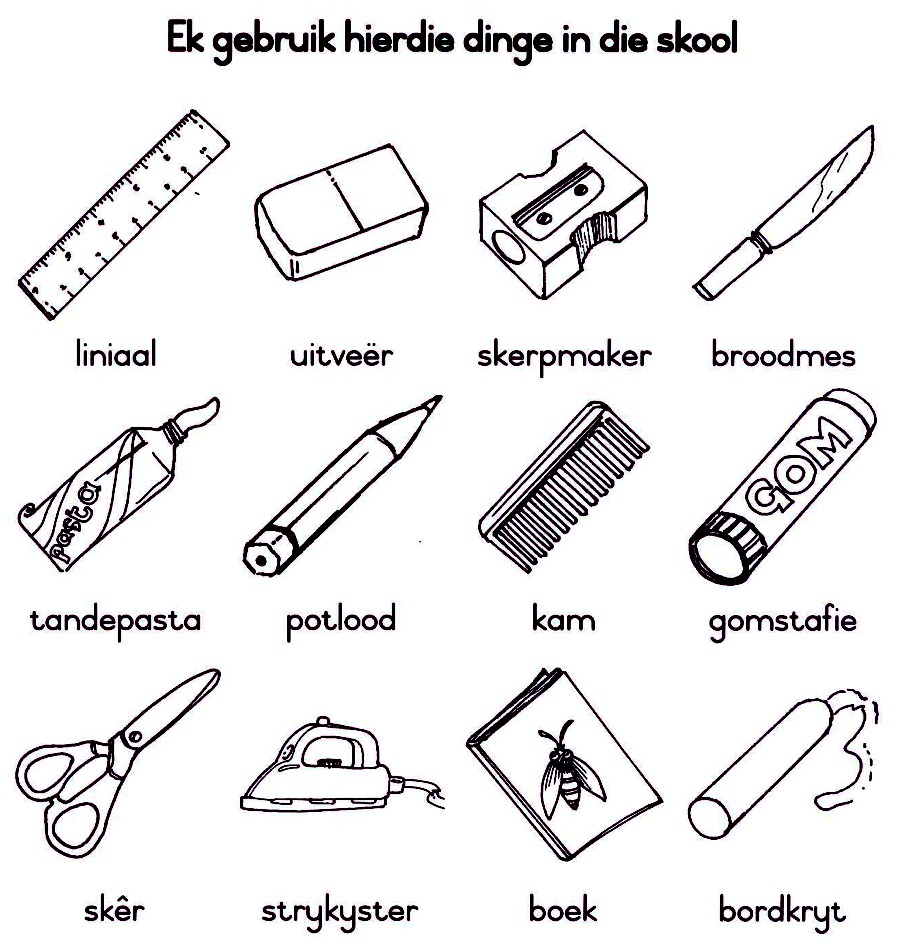 Ek gebruik hierdie dinge in die skool
liniaal uitveër skerpmaker broodmes
pasta GOM
tandepasta potlood kam gomstafie
skêr strykyster boek bordkryt